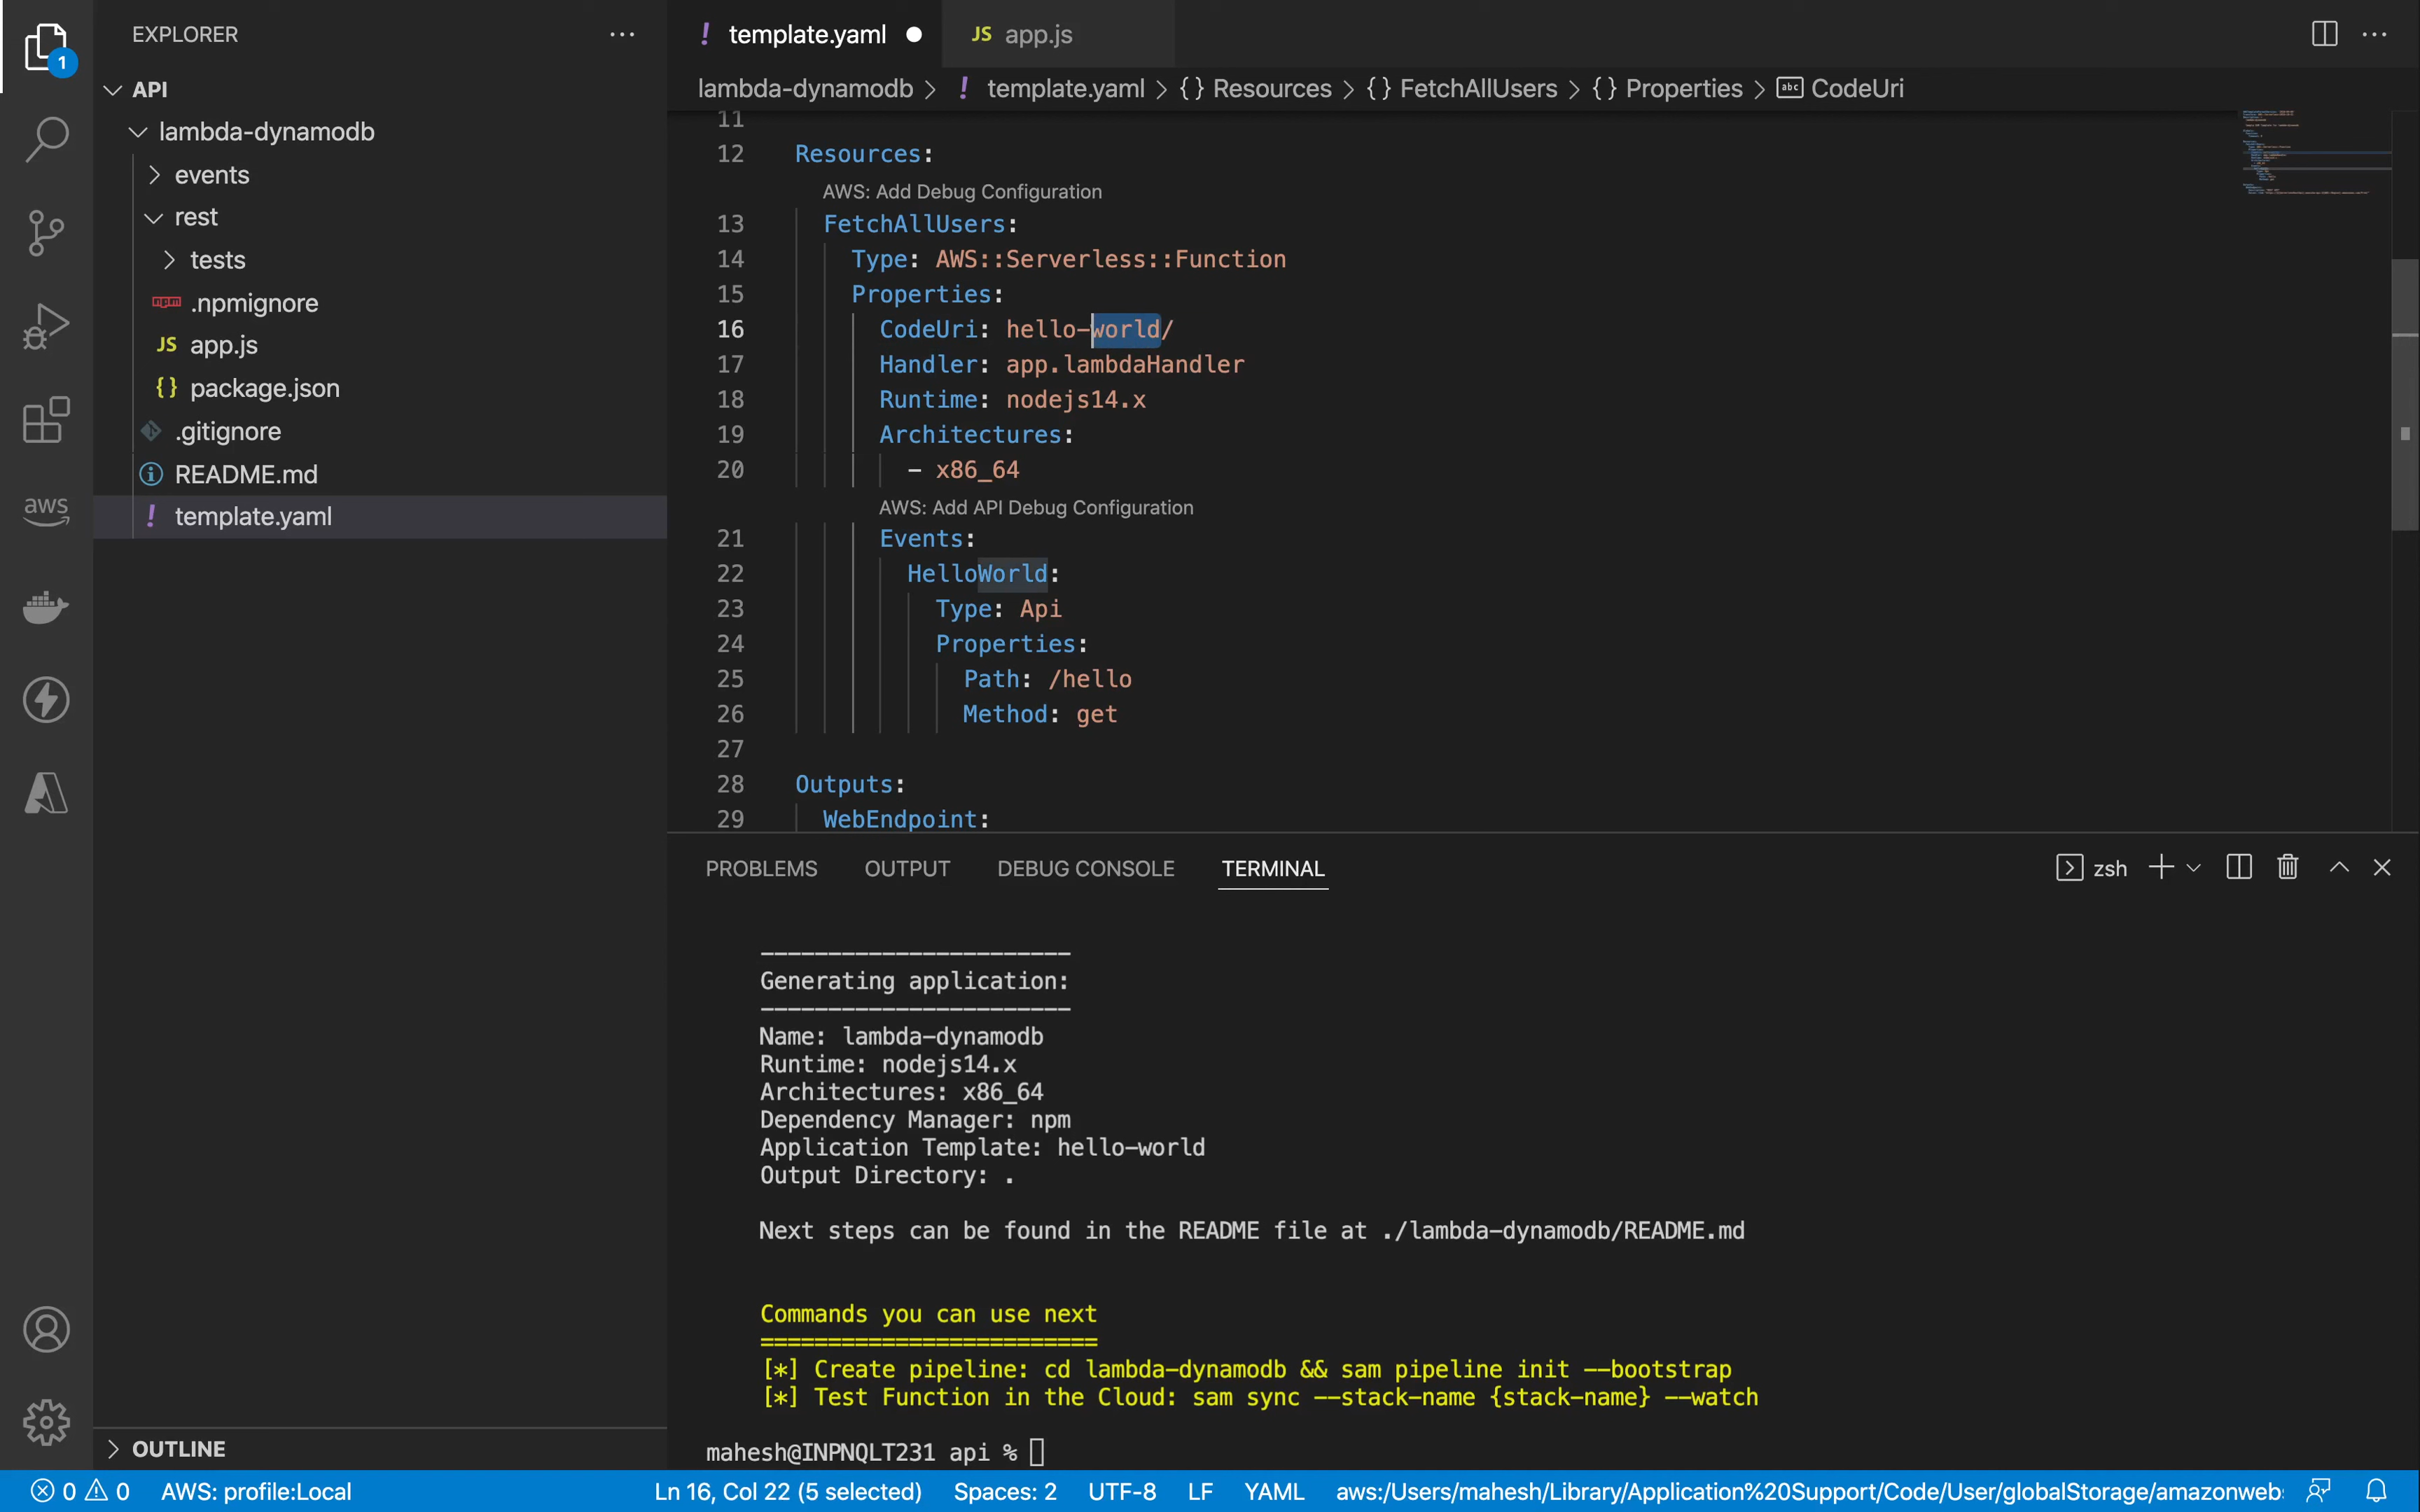 1
EXPLORER
template.yaml
JS app.js
API
lambda-dynamodb
events
rest
tests
.npmignore
JS app.js
{} package.json
.gitignore
README.md
! template.yaml
aws
OUTLINE
lambda-dynamodb > ! template.yaml > {} Resources > {} FetchAllUsers > {} Properties > abc CodeUri
11
12 Resources:
AWS: Add Debug Configuration
13 FetchAllUsers:
14 Type: AWS::Serverless::Function
15 Properties:
16 CodeUri: hello-world/
17 Handler: app.lambdaHandler
18 Runtime: nodejs14.x
19 Architectures:
20 - x86_64
AWS: Add API Debug Configuration
21 Events:
22 HelloWorld:
23 Type: Api
24 Properties:
25 Path: /hello
26 Method: get
27
28 Outputs:
29 WebEndpoint:
PROBLEMS OUTPUT DEBUG CONSOLE TERMINAL zsh
-----------------------
Generating application:
-----------------------
Name: lambda-dynamodb
Runtime: nodejs14.x
Architectures: x86_64
Dependency Manager: npm
Application Template: hello-world
Output Directory: .
Next steps can be found in the README file at ./lambda-dynamodb/README.md
Commands you can use next
=========================
[*] Create pipeline: cd lambda-dynamodb && sam pipeline init --bootstrap
[*] Test Function in the Cloud: sam sync --stack-name {stack-name} --watch
mahesh@INPNQLT231 api %
0 0 AWS: profile:Local Ln 16, Col 22 (5 selected) Spaces: 2 UTF-8 LF YAML aws:/Users/mahesh/Library/Application%20Support/Code/User/globalStorage/amazonweb